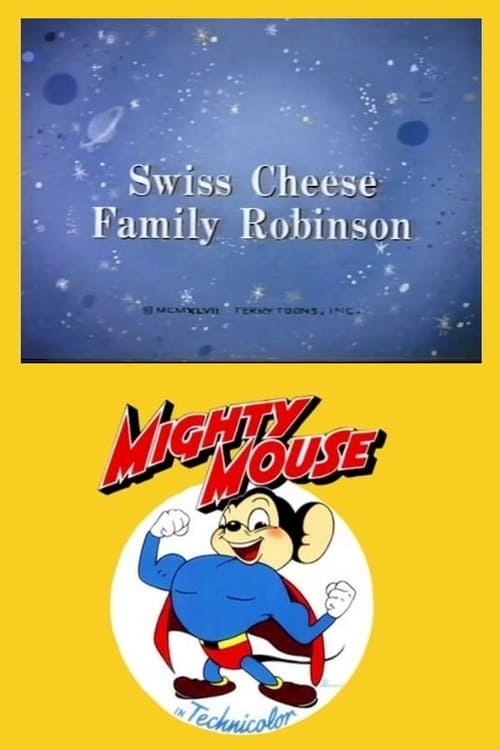 Swiss Cheese
Family Robinson
© MCMXLVII TERRYTOONS, INC.
MIGHTY
MOUSE
IN Technicolor